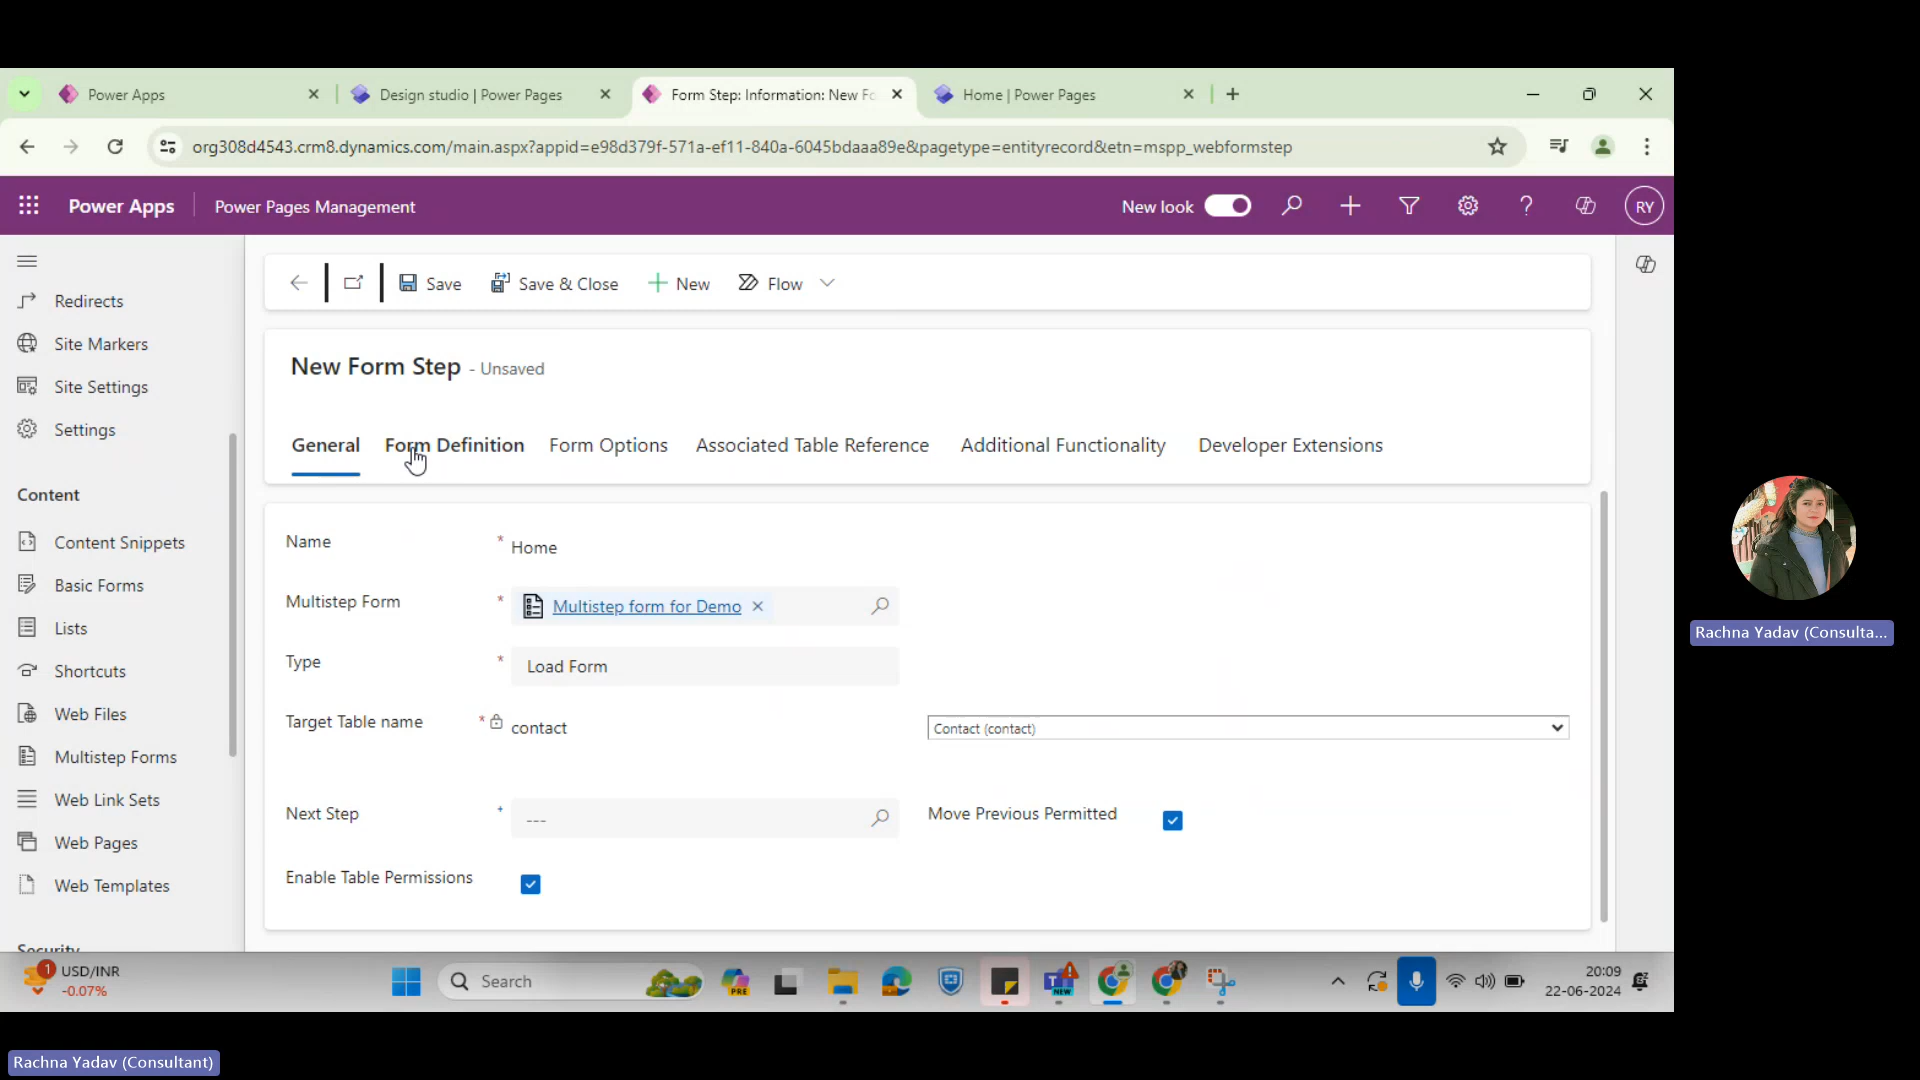 Power Apps
Design studio | Power Pages
Form Step: Information: New Fo
Home | Power Pages
org308d4543.crm8.dynamics.com/main.aspx?appid=e98d379f-571a-ef11-840a-6045bdaaa89e&pagetype=entityrecord&etn=mspp_webformstep
Power Apps
Power Pages Management
New look
RY
Redirects
Site Markers
Site Settings
Settings
Content
Content Snippets
Basic Forms
Lists
Shortcuts
Web Files
Multistep Forms
Web Link Sets
Web Pages
Web Templates
Security
Save
Save & Close
New
Flow
New Form Step - Unsaved
General
Form Definition
Form Options
Associated Table Reference
Additional Functionality
Developer Extensions
Name * Home
Multistep Form * Multistep form for Demo
Type * Load Form
Target Table name * contact
Contact (contact)
Next Step + ---
Move Previous Permitted
Enable Table Permissions
1
USD/INR
-0.07%
Search
PRE
NEW
20:09
22-06-2024
Rachna Yadav (Consulta...
Rachna Yadav (Consultant)